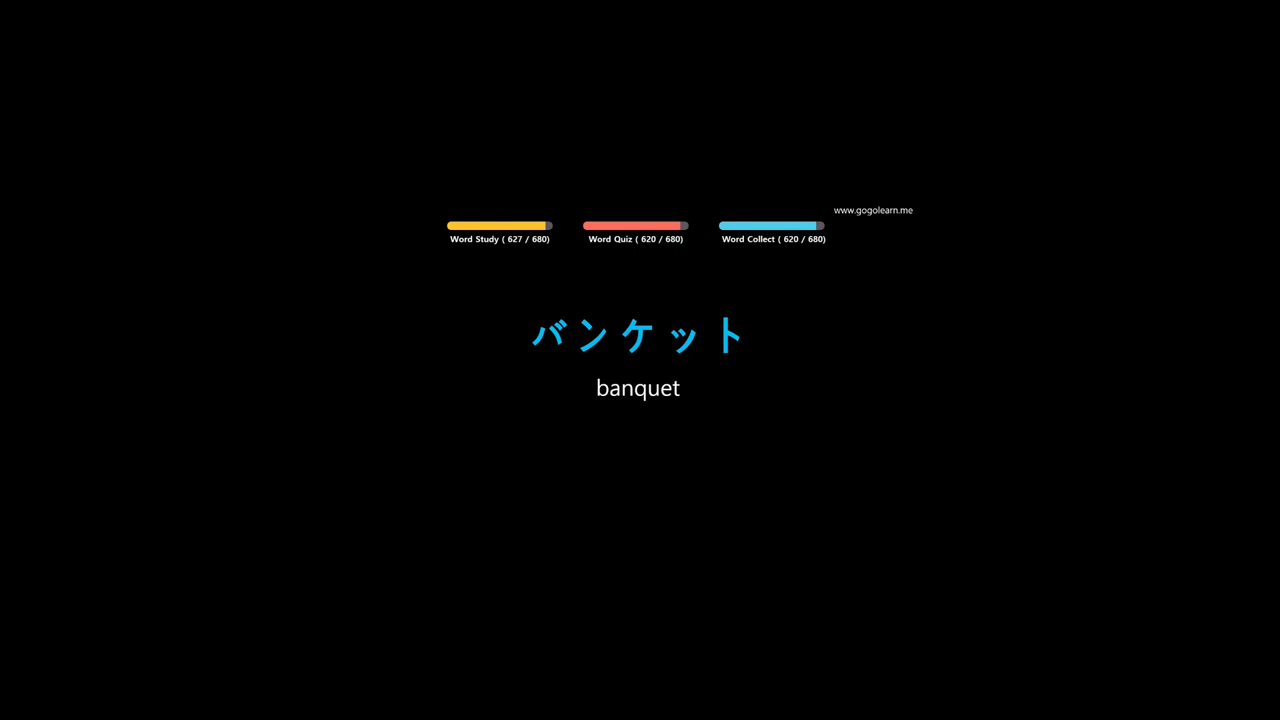 www.gogolearn.me
Word Study ( 627 / 680) Word Quiz ( 620 / 680) Word Collect ( 620 / 680)
バンケット
banquet